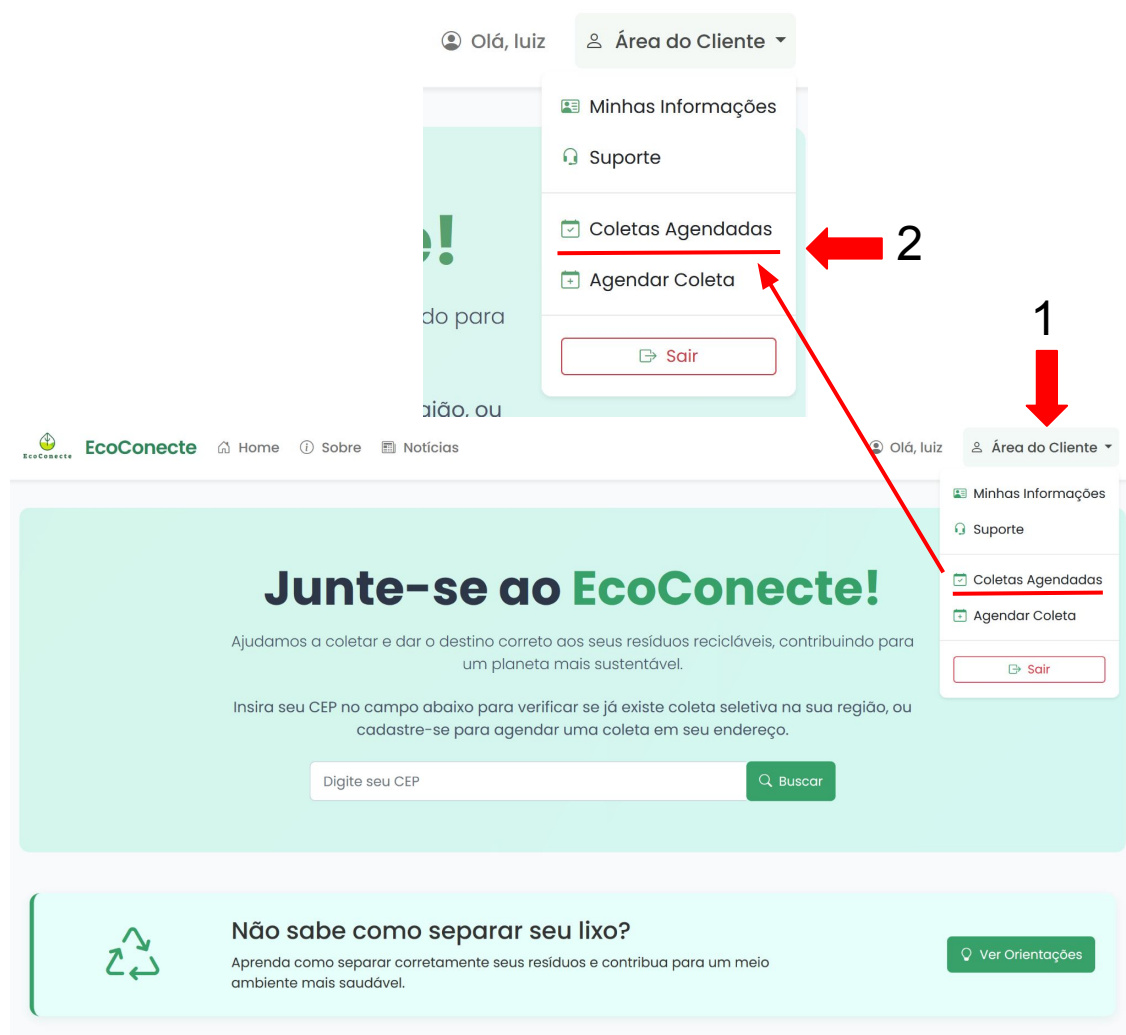 Olá, luiz
Área do Cliente
Minhas Informações
Suporte
Coletas Agendadas
2
Agendar Coleta
!
do para
Sair
1
ou
EcoConecte
EcoConecte
Home
Sobre
Notícias
Olá, luiz
Área do Cliente
Minhas Informações
Suporte
Coletas Agendadas
Agendar Coleta
Sair
Junte-se ao EcoConecte!
Ajudamos a coletar e dar o destino correto aos seus resíduos recicláveis, contribuindo para
um planeta mais sustentável.
Insira seu CEP no campo abaixo para verificar se já existe coleta seletiva na sua região, ou
cadastre-se para agendar uma coleta em seu endereço.
Digite seu CEP
Buscar
Não sabe como separar seu lixo?
Aprenda como separar corretamente seus resíduos e contribua para um meio
ambiente mais saudável.
Ver Orientações